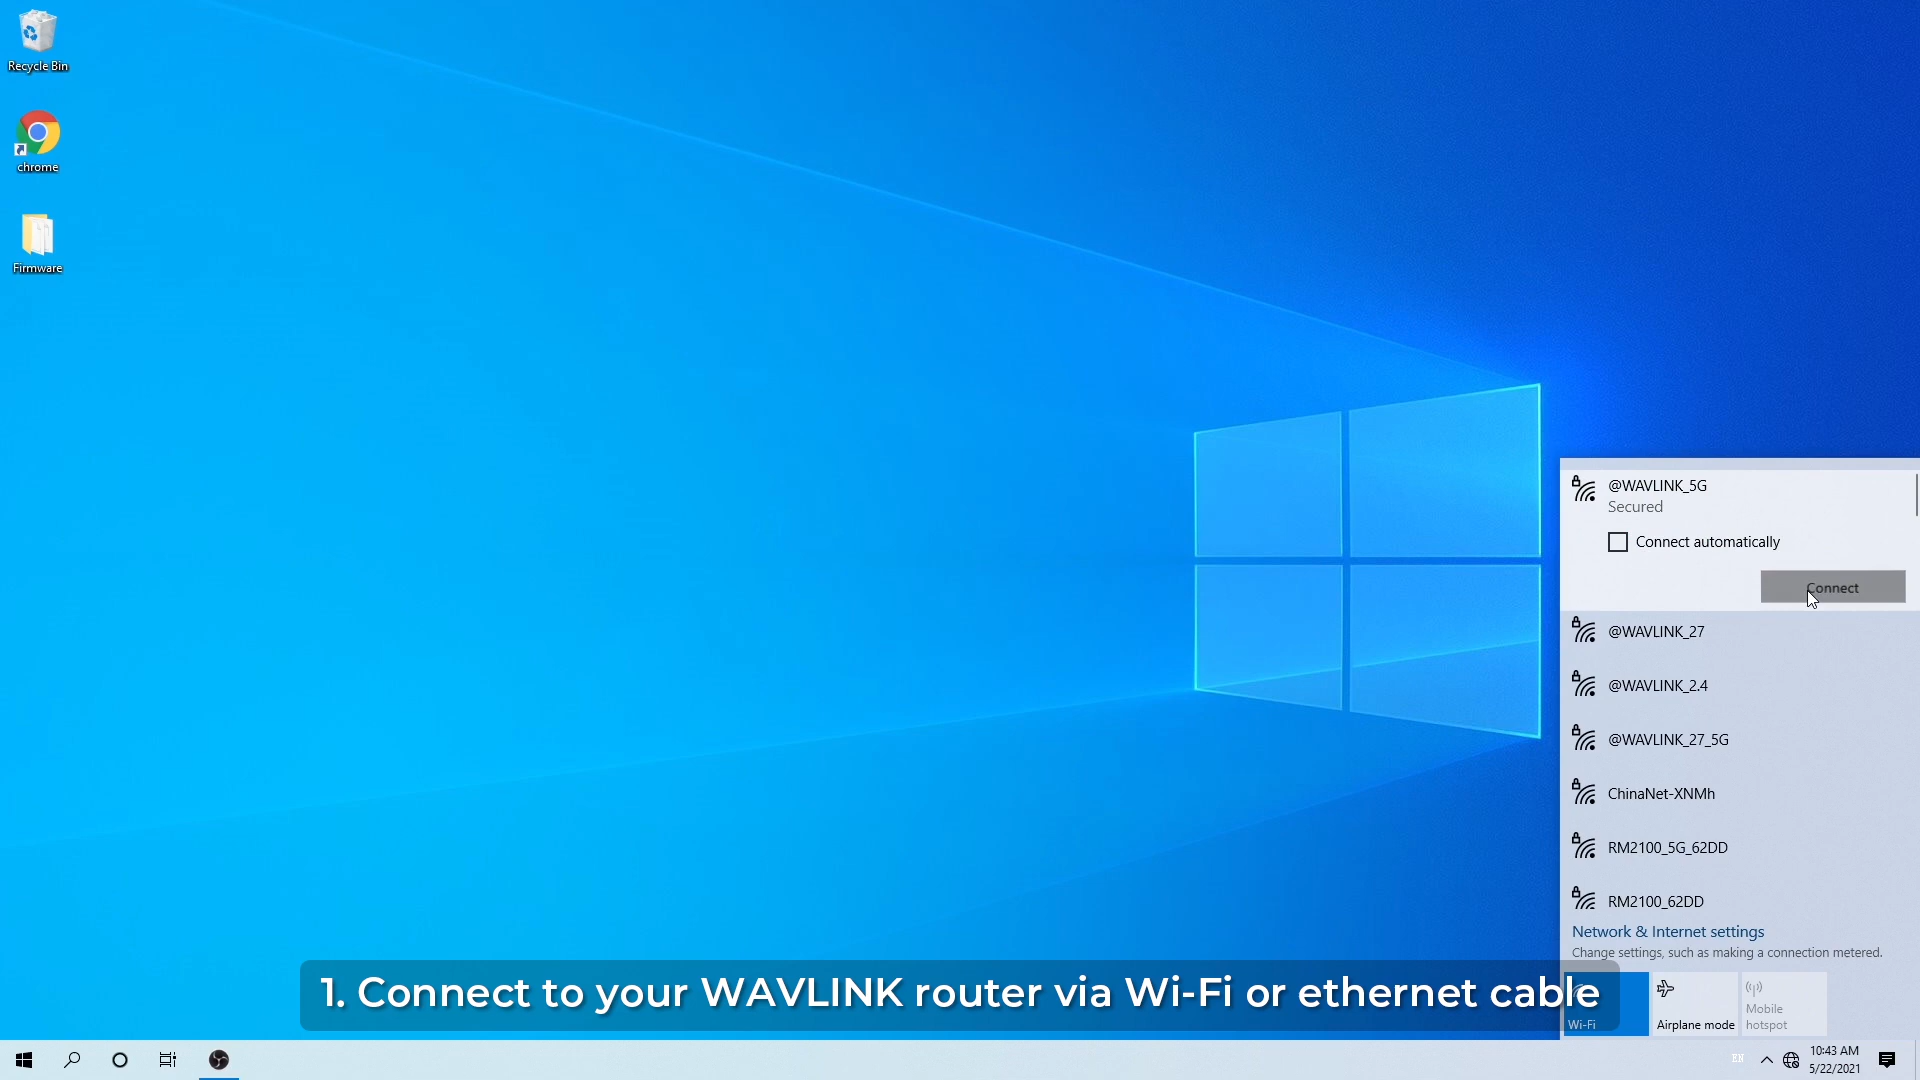 Recycle Bin
chrome
Firmware
@WAVLINK_5G
Secured
Connect automatically
Connect
@WAVLINK_27
@WAVLINK_2.4
@WAVLINK_27_5G
ChinaNet-XNMh
RM2100_5G_62DD
RM2100_62DD
Network & Internet settings
Change settings, such as making a connection metered.
1. Connect to your WAVLINK router via Wi-Fi or ethernet cable
Wi-Fi
Airplane mode
Mobile
hotspot
EN
10:43 AM
5/22/2021